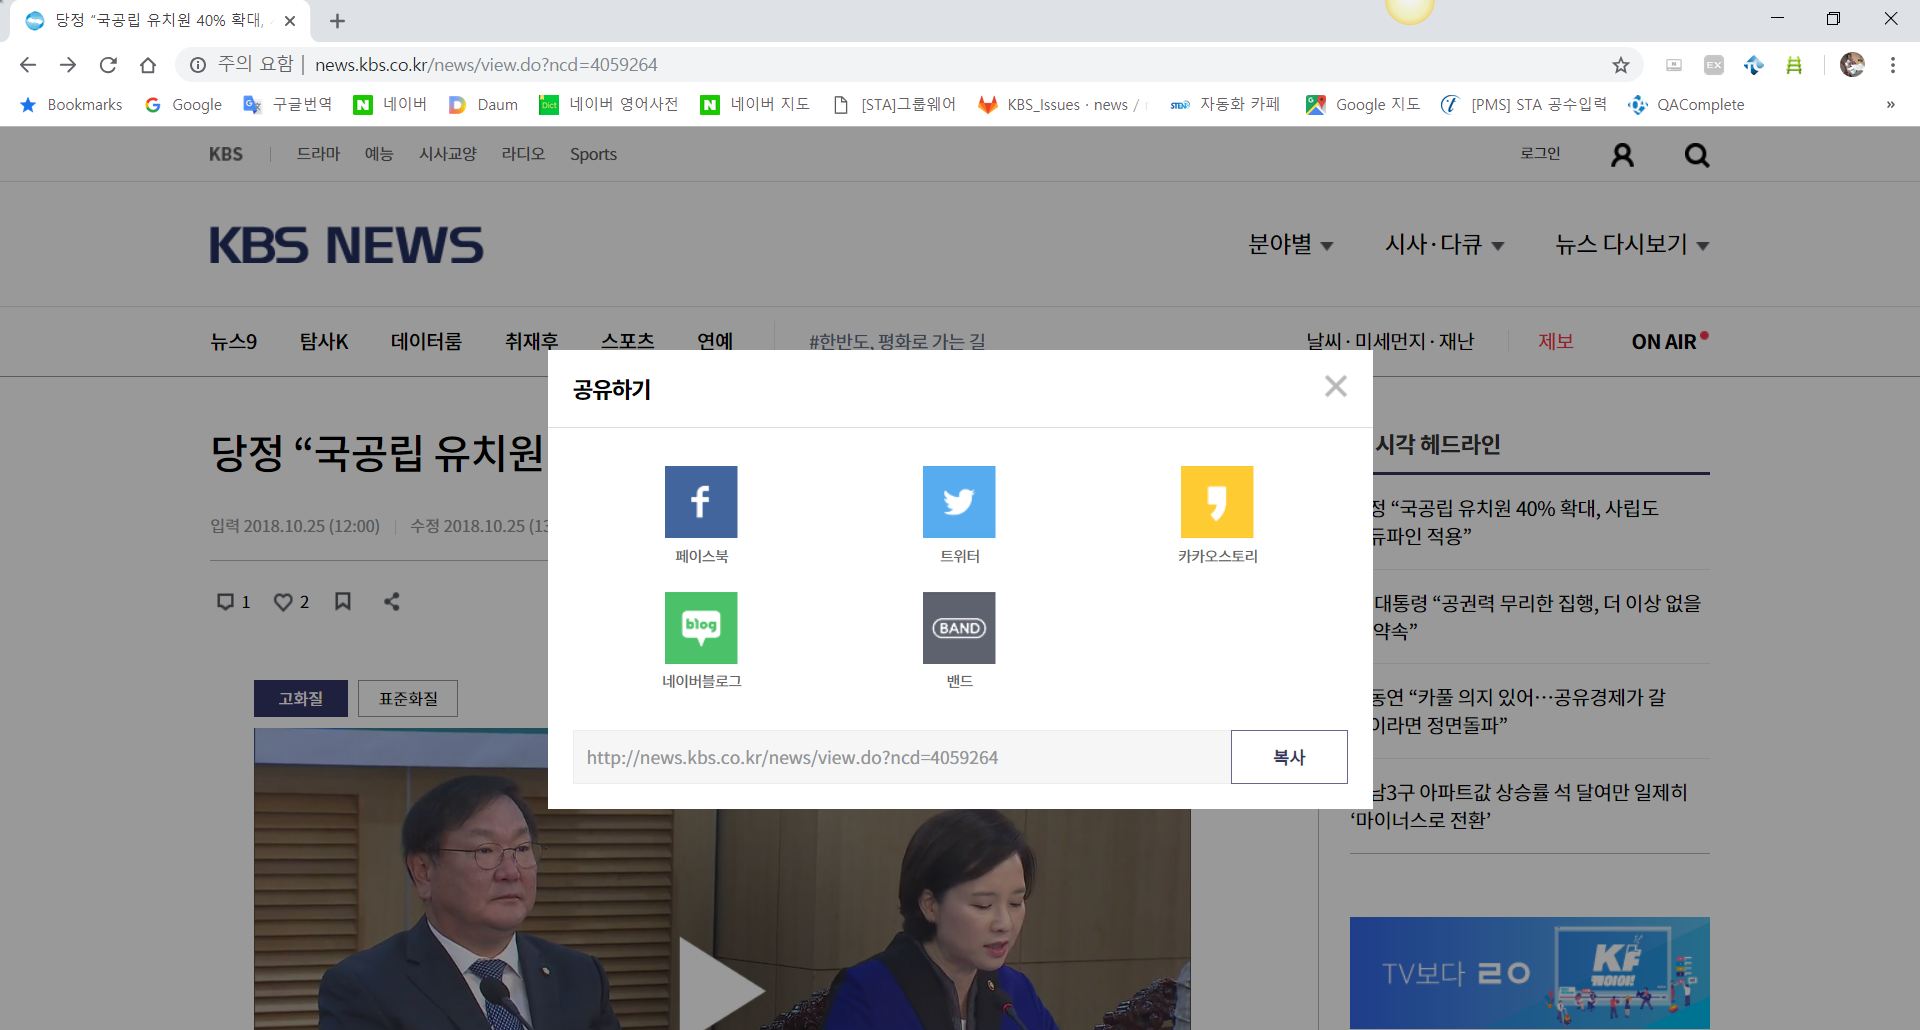 당정 “국공립 유치원 40% 확대,
주의 요함 | news.kbs.co.kr/news/view.do?ncd=4059264
EX
Bookmarks Google 구글번역 네이버 Daum 네이버 영어사전 네이버 지도 [STA]그룹웨어 KBS_Issues · news / 자동화 카페 Google 지도 [PMS] STA 공수입력 QAComplete »
KBS 드라마 예능 시사교양 라디오 Sports 로그인
KBS NEWS 분야별 시사·다큐 뉴스 다시보기
뉴스9 탐사K 데이터룸 취재후 스포츠 연예 #한반도, 평화로 가는 길 날씨·미세먼지·재난 제보 ON AIR
공유하기
당정 “국공립 유치원
입력 2018.10.25 (12:00) 수정 2018.10.25 (13
1 2
고화질 표준화질
f
페이스북 트위터 카카오스토리
blog BAND
네이버블로그 밴드
http://news.kbs.co.kr/news/view.do?ncd=4059264 복사
시각 헤드라인
정 “국공립 유치원 40% 확대, 사립도
듀파인 적용”
대통령 “공권력 무리한 집행, 더 이상 없을
약속”
동연 “카풀 의지 있어…공유경제가 갈
이라면 정면돌파”
남3구 아파트값 상승률 석 달여만 일제히
‘마이너스로 전환’
TV보다